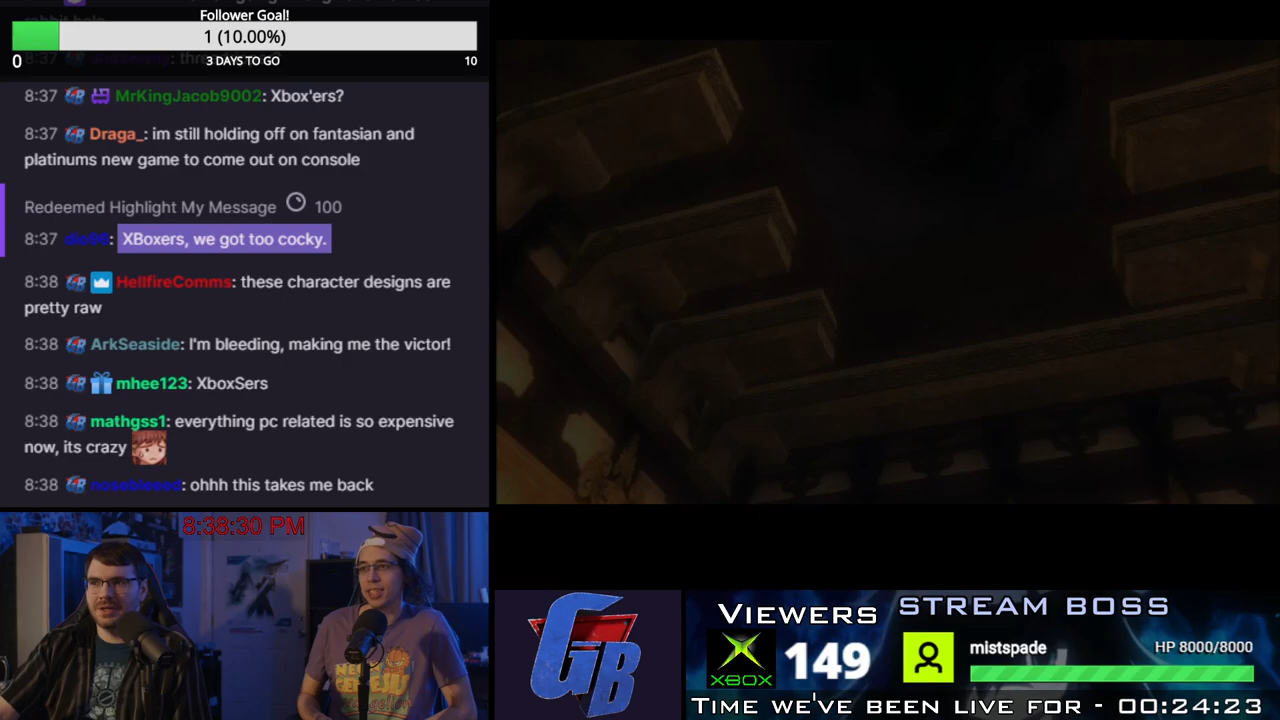 Follower Goal!
1 (10.00%)
0 3 DAYS TO GO 10
8:37 MrKingJacob9002: Xbox'ers?
8:37 Draga_: im still holding off on fantasian and
platinums new game to come out on console
Redeemed Highlight My Message 100
8:37 XBoxers, we got too cocky.
8:38 HellfireComms: these character designs are
pretty raw
8:38 ArkSeaside: I'm bleeding, making me the victor!
8:38 mhee123: XboxSers
8:38 mathgss1: everything pc related is so expensive
now, its crazy
8:38 nosebleeed: ohhh this takes me back
8:38:30 PM
GB
VIEWERS
XBOX
149
STREAM BOSS
mistspade HP 8000/8000
TIME WE'VE BEEN LIVE FOR - 00:24:23